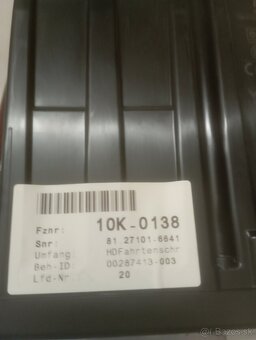 Fznr: 10K-0138
Snr: 81 27101-6641
Umfang: HDFahrtenschr
Beh-ID: 00287413-003
Lfd-Nr.: 20